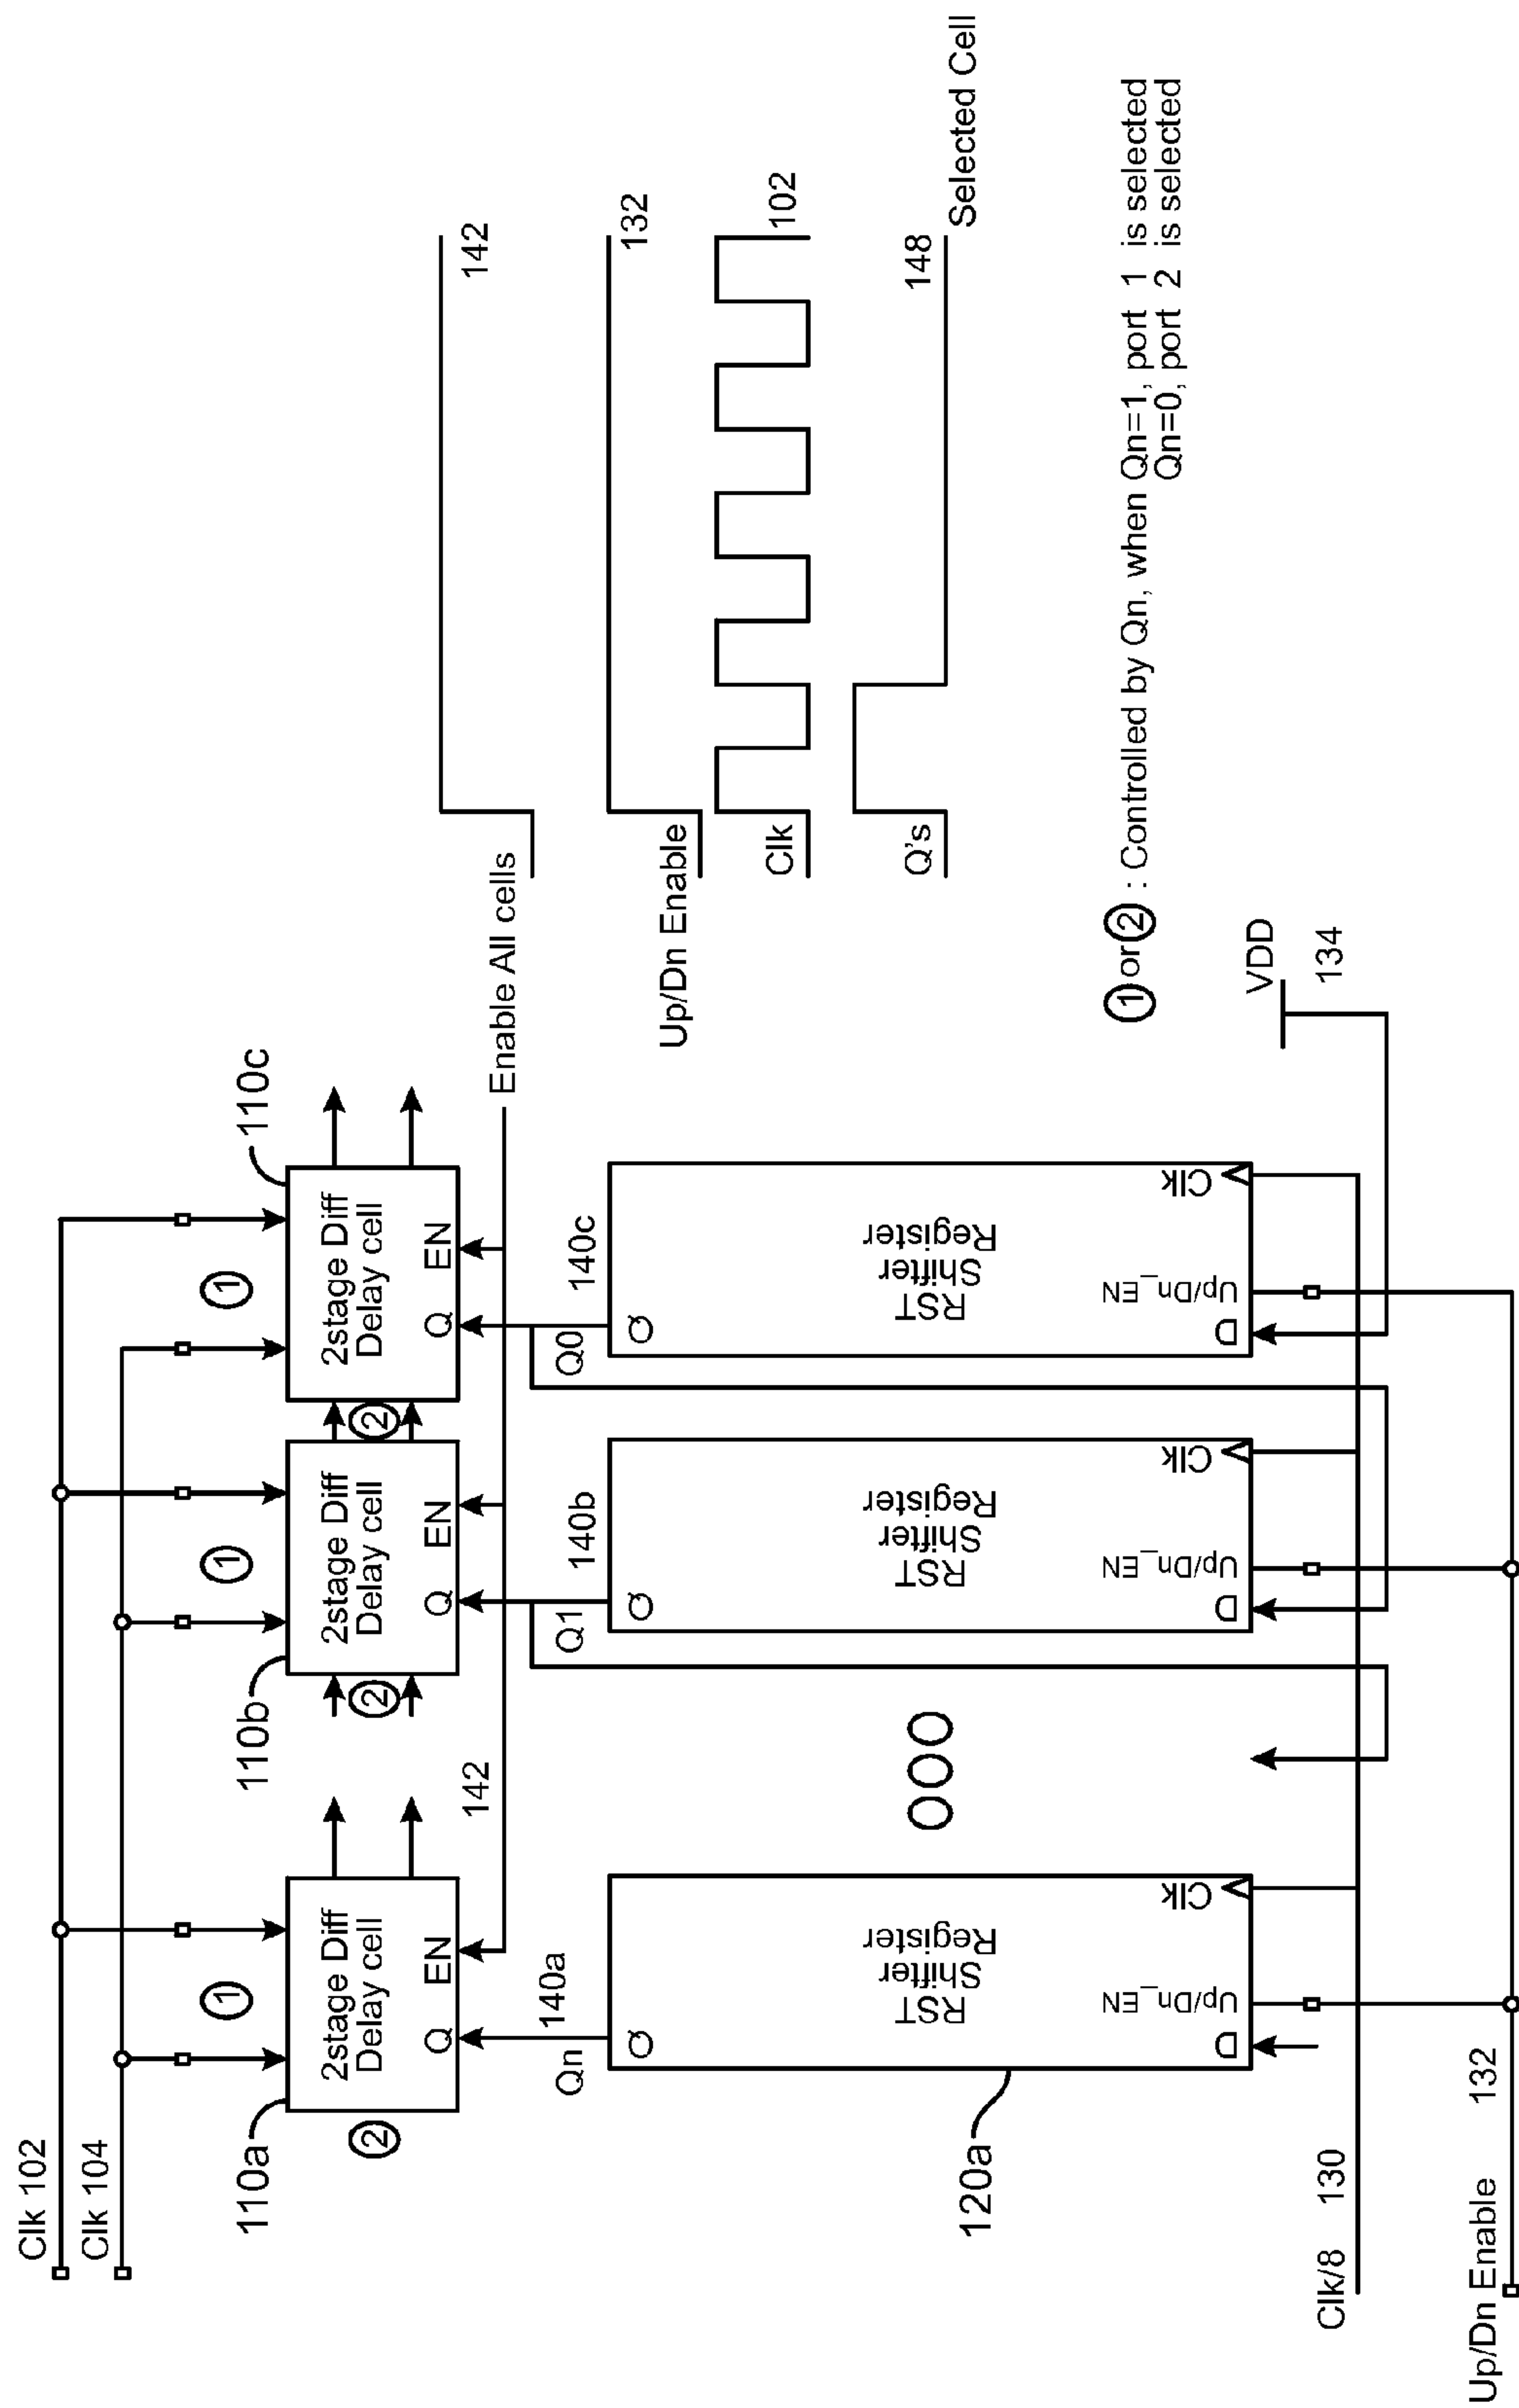 Clk 102
Clk 104
110a
110b
110c
①
①
①
2stage Diff
Delay cell
Q
EN
2stage Diff
Delay cell
Q
EN
2stage Diff
Delay cell
Q
EN
②
②
②
142
Enable All cells
Qn
140a
Q1
140b
Q0
140c
Q
RST
Shifter
Register
D
Up/Dn_EN
Clk
Q
RST
Shifter
Register
D
Up/Dn_EN
Clk
Q
RST
Shifter
Register
D
Up/Dn_EN
Clk
120a
Clk/8 130
Up/Dn Enable 132
VDD
134
142
Up/Dn Enable
132
Clk
102
Q's
148
Selected Cell
① or ② : Controlled by Qn, when Qn=1, port 1 is selected
Qn=0, port 2 is selected